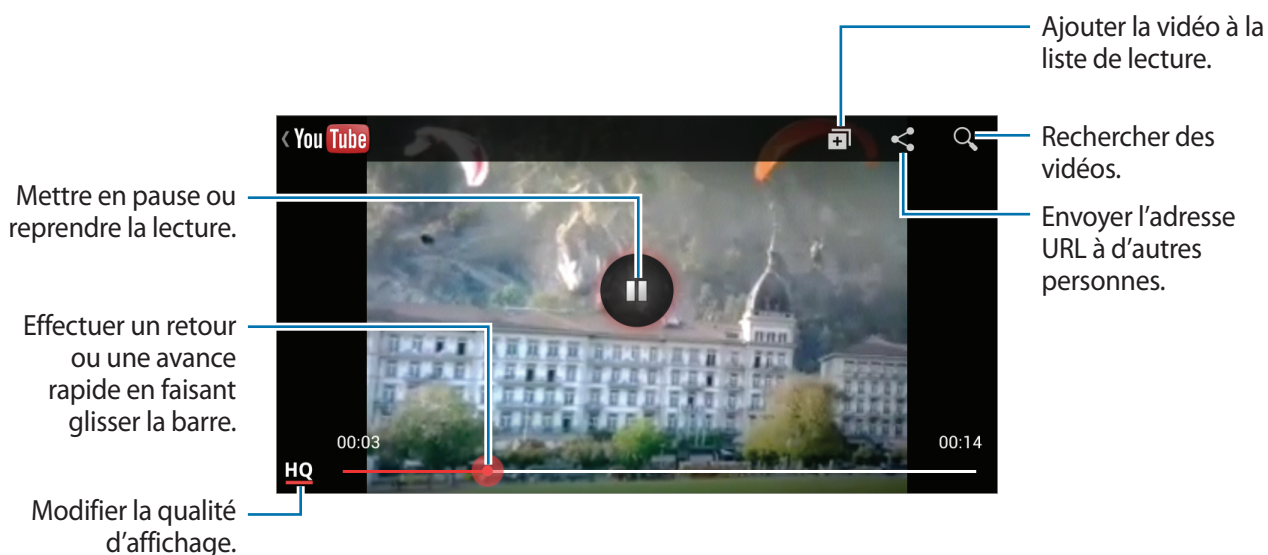 Ajouter la vidéo à la
liste de lecture.
You Tube
Rechercher des
vidéos.
Mettre en pause ou
reprendre la lecture.
Envoyer l’adresse
URL à d’autres
personnes.
Effectuer un retour
ou une avance
rapide en faisant
glisser la barre.
00:03
00:14
HQ
Modifier la qualité
d’affichage.